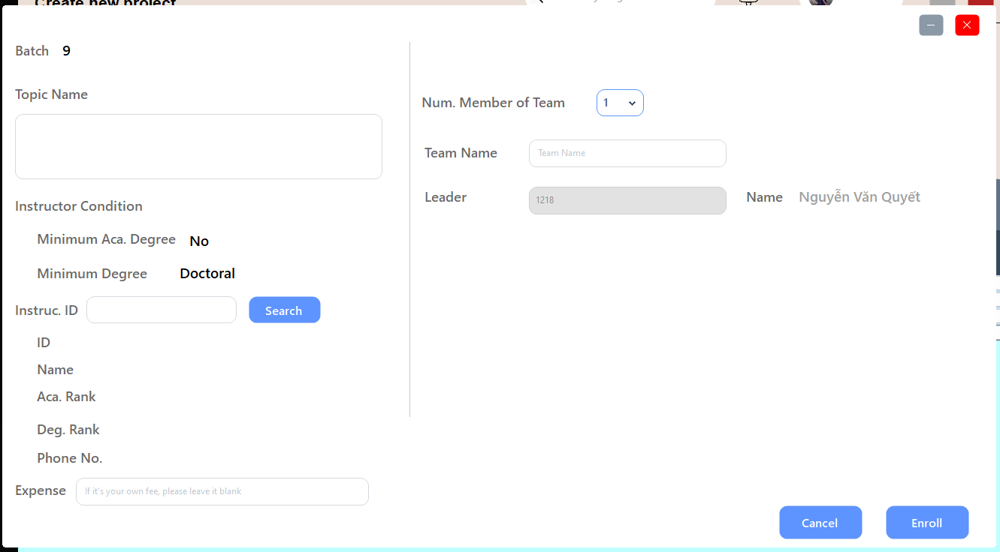 Create new project
Batch 9
Topic Name
Instructor Condition
Minimum Aca. Degree No
Minimum Degree Doctoral
Instruc. ID Search
ID
Name
Aca. Rank
Deg. Rank
Phone No.
Expense If it's your own fee, please leave it blank
Num. Member of Team 1
Team Name Team Name
Leader 1218 Name Nguyễn Văn Quyết
Cancel Enroll